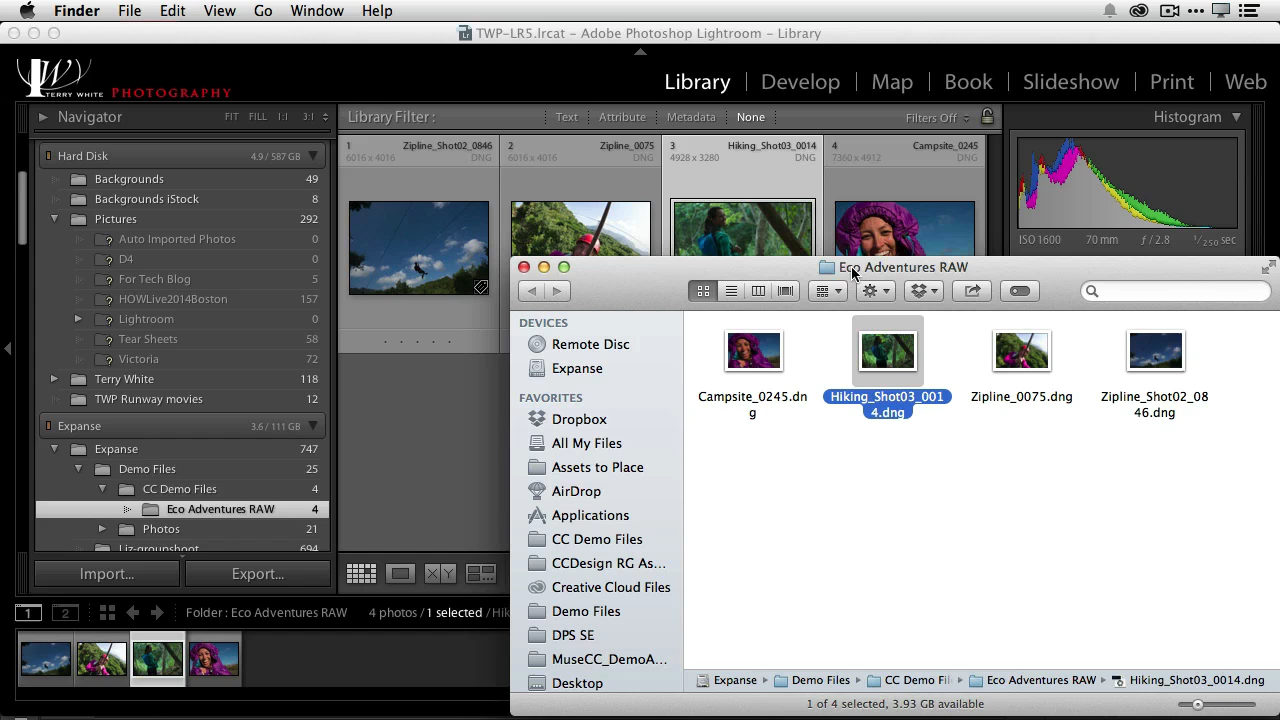 Finder File Edit View Go Window Help
TWP-LR5.lrcat – Adobe Photoshop Lightroom – Library
TERRY WHITE PHOTOGRAPHY
Library Develop Map Book Slideshow Print Web
Navigator FIT FILL 1:1 3:1
Library Filter : Text Attribute Metadata None Filters Off
Histogram
Hard Disk 4.9 / 587 GB
Backgrounds 49
Backgrounds iStock 8
Pictures 292
Auto Imported Photos 0
D4 0
For Tech Blog 5
HOWLive2014Boston 157
Lightroom 0
Tear Sheets 58
Victoria 72
Terry White 118
TWP Runway movies 12
Expanse 3.6 / 111 GB
Expanse 747
Demo Files 25
CC Demo Files 4
Eco Adventures RAW 4
Photos 21
Liz-grounshoot 694
Import... Export...
1 Zipline_Shot02_0846
6016 x 4016 DNG
2 Zipline_0075
6016 x 4016 DNG
3 Hiking_Shot03_0014
4928 x 3280 DNG
4 Campsite_0245
7360 x 4912 DNG
ISO 1600 70 mm ƒ / 2.8 1/250 sec
Eco Adventures RAW
DEVICES
Remote Disc
Expanse
FAVORITES
Dropbox
All My Files
Assets to Place
AirDrop
Applications
CC Demo Files
CCDesign RG As...
Creative Cloud Files
Demo Files
DPS SE
MuseCC_DemoA...
Desktop
Campsite_0245.dn
g
Hiking_Shot03_001
4.dng
Zipline_0075.dng
Zipline_Shot02_08
46.dng
Expanse Demo Files CC Demo Fil Eco Adventures RAW Hiking_Shot03_0014.dng
1 of 4 selected, 3.93 GB available
X Y
1 2 Folder : Eco Adventures RAW 4 photos / 1 selected / Hik